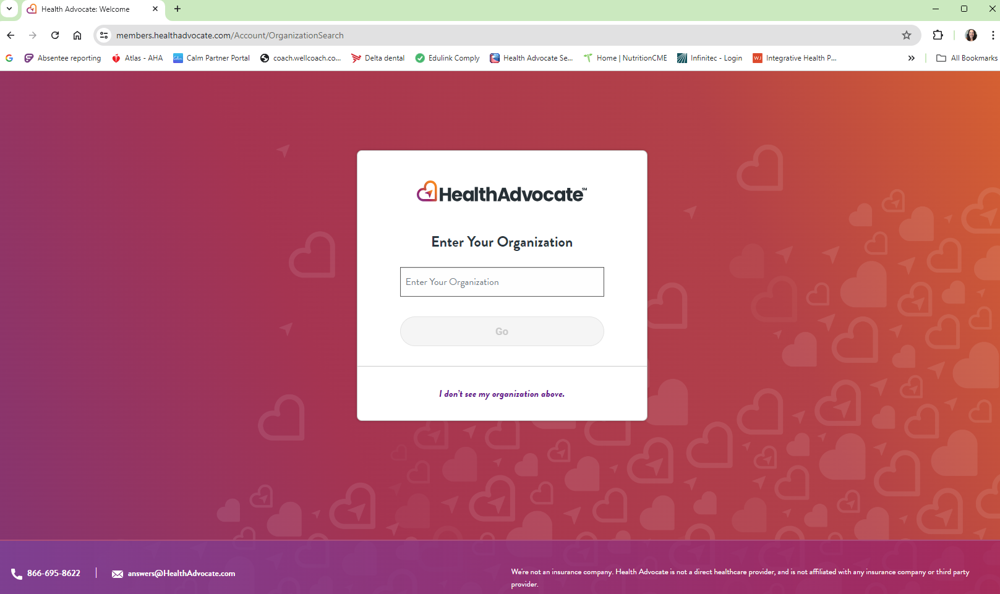 Health Advocate: Welcome
members.healthadvocate.com/Account/OrganizationSearch
Absentee reporting Atlas - AHA Calm Partner Portal coach.wellcoach.co... Delta dental Edulink Comply Health Advocate Se... Home | NutritionCME Infinitec - Login WJ Integrative Health P... All Bookmarks
HealthAdvocate℠
Enter Your Organization
Enter Your Organization
Go
I don't see my organization above.
866-695-8622 answers@HealthAdvocate.com
We're not an insurance company. Health Advocate is not a direct healthcare provider, and is not affiliated with any insurance company or third party
provider.